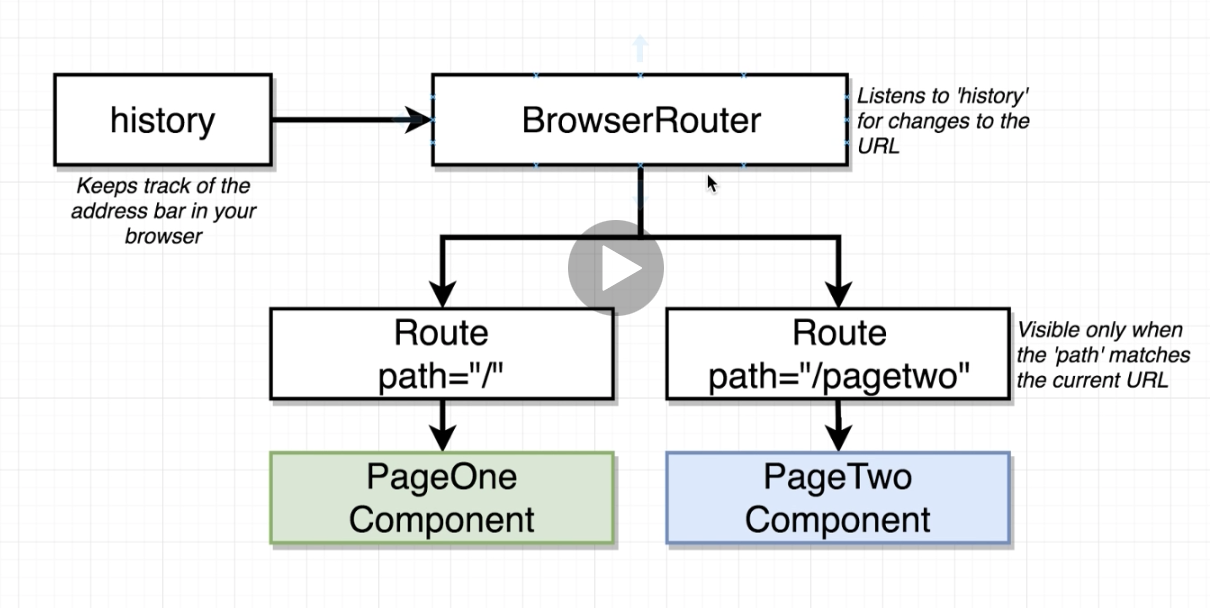 history
BrowserRouter
Listens to 'history'
for changes to the
URL
Keeps track of the
address bar in your
browser
Route
path="/"
Route
path="/pagetwo"
Visible only when
the 'path' matches
the current URL
PageOne
Component
PageTwo
Component